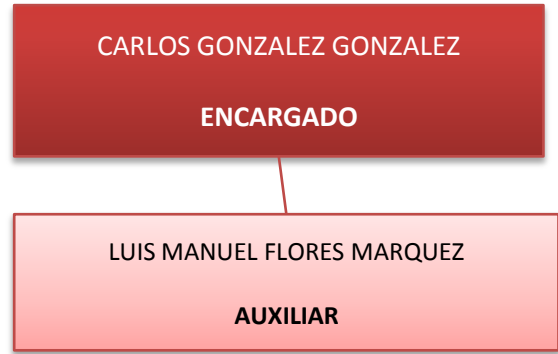 CARLOS GONZALEZ GONZALEZ
ENCARGADO
LUIS MANUEL FLORES MARQUEZ
AUXILIAR